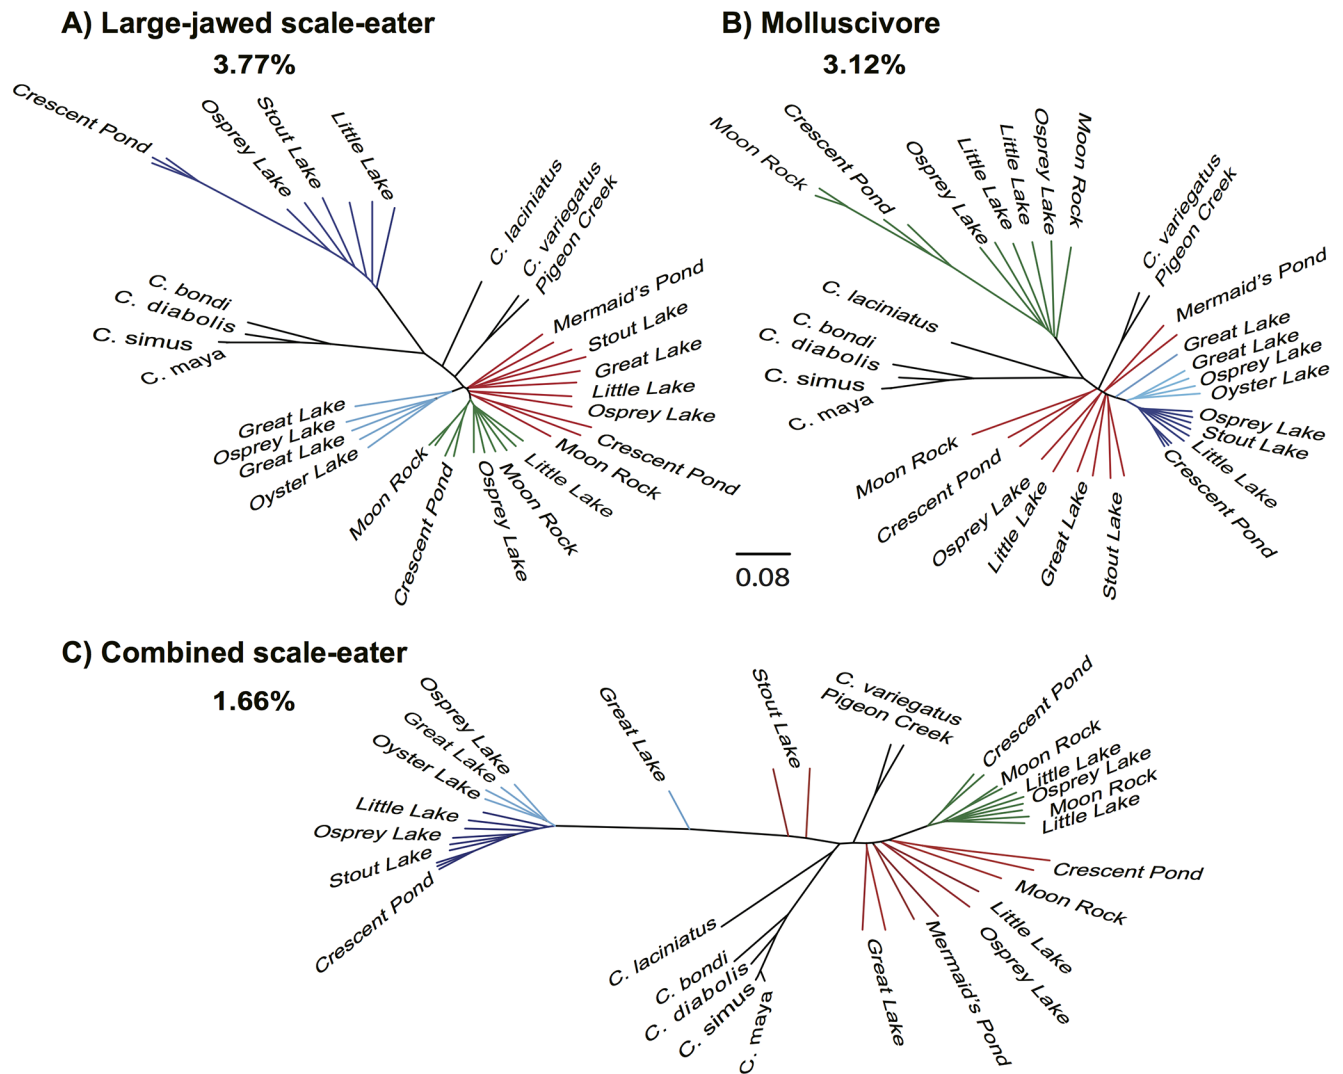 A) Large-jawed scale-eater
3.77%
Crescent Pond
Osprey Lake
Stout Lake
Little Lake
C. laciniatus
C. variegatus
Pigeon Creek
Mermaid's Pond
Stout Lake
Great Lake
Little Lake
Osprey Lake
Crescent Pond
Moon Rock
Little Lake
Moon Rock
Osprey Lake
Crescent Pond
Moon Rock
Oyster Lake
Great Lake
Osprey Lake
Great Lake
C. maya
C. simus
C. diabolis
C. bondi
B) Molluscivore
3.12%
Moon Rock
Crescent Pond
Osprey Lake
Little Lake
Little Lake
Osprey Lake
Moon Rock
C. variegatus
Pigeon Creek
Mermaid's Pond
Great Lake
Great Lake
Osprey Lake
Oyster Lake
Osprey Lake
Stout Lake
Little Lake
Crescent Pond
Stout Lake
Great Lake
Little Lake
Osprey Lake
Crescent Pond
Moon Rock
C. maya
C. simus
C. diabolis
C. bondi
C. laciniatus
0.08
C) Combined scale-eater
1.66%
Osprey Lake
Great Lake
Oyster Lake
Little Lake
Osprey Lake
Stout Lake
Crescent Pond
Great Lake
Stout Lake
C. variegatus
Pigeon Creek
Crescent Pond
Moon Rock
Little Lake
Osprey Lake
Moon Rock
Little Lake
Crescent Pond
Moon Rock
Little Lake
Osprey Lake
Mermaid's Pond
Great Lake
C. laciniatus
C. bondi
C. diabolis
C. simus
C. maya